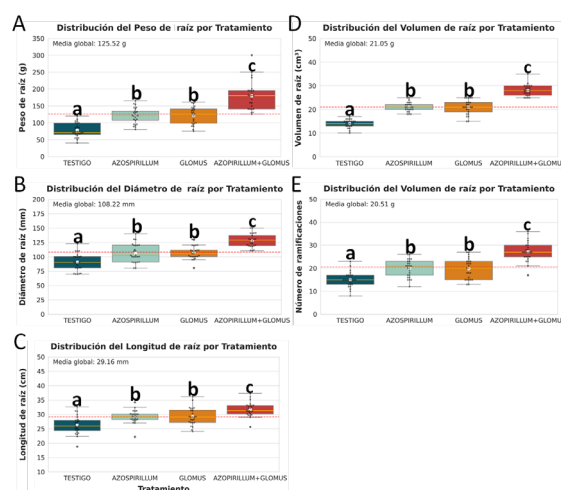 A
Distribución del Peso de raíz por Tratamiento
Media global: 125.52 g
Peso de raíz (g)
350
300
250
200
150
100
50
0
a
b
b
c
TESTIGO
AZOSPIRILLUM
GLOMUS
AZOPIRILLUM+GLOMUS
B
Distribución del Diámetro de raíz por Tratamiento
Media global: 108.22 mm
Diámetro de raíz (mm)
200
175
150
125
100
75
50
25
0
a
b
b
c
TESTIGO
AZOSPIRILLUM
GLOMUS
AZOPIRILLUM+GLOMUS
C
Distribución del Longitud de raíz por Tratamiento
Media global: 29.16 mm
Longitud de raíz (cm)
50
45
40
35
30
25
20
15
10
a
b
b
c
TESTIGO
AZOSPIRILLUM
GLOMUS
AZOPIRILLUM+GLOMUS
Tratamiento
D
Distribución del Volumen de raíz por Tratamiento
Media global: 21.05 g
Volumen de raíz (cm³)
50
40
30
20
10
0
a
b
b
c
TESTIGO
AZOSPIRILLUM
GLOMUS
AZOPIRILLUM+GLOMUS
E
Distribución del Volumen de raíz por Tratamiento
Media global: 20.51 g
Número de ramificaciones
50
40
30
20
10
0
a
b
b
c
TESTIGO
AZOSPIRILLUM
GLOMUS
AZOPIRILLUM+GLOMUS